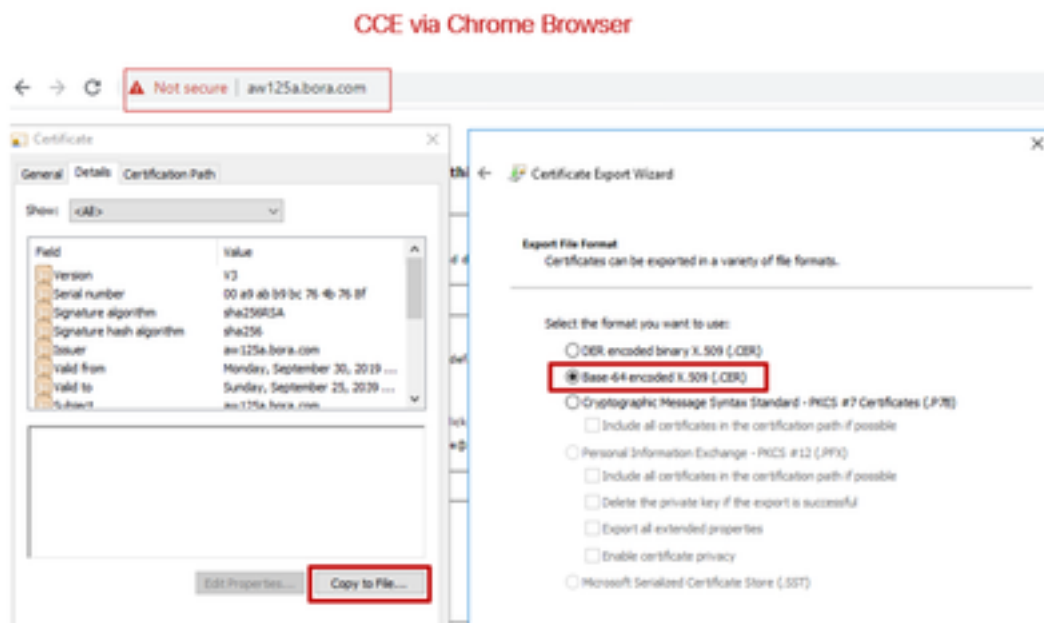 CCE via Chrome Browser
Not secure | aw125a.bora.com
Certificate
General Details Certification Path
Show: <All>
Field Value
Version V3
Serial number 00 a9 ab b9 bc 76 4b 76 8f
Signature algorithm sha256RSA
Signature hash algorithm sha256
Issuer aw125a.bora.com
Valid from Monday, September 30, 2019 ...
Valid to Sunday, September 25, 2039 ...
Subject aw125a.bora.com
Edit Properties...
Copy to File...
Certificate Export Wizard
Export File Format
Certificates can be exported in a variety of file formats.
Select the format you want to use:
DER encoded binary X.509 (.CER)
Base-64 encoded X.509 (.CER)
Cryptographic Message Syntax Standard - PKCS #7 Certificates (.P7B)
Include all certificates in the certification path if possible
Personal Information Exchange - PKCS #12 (.PFX)
Include all certificates in the certification path if possible
Delete the private key if the export is successful
Export all extended properties
Enable certificate privacy
Microsoft Serialized Certificate Store (.SST)